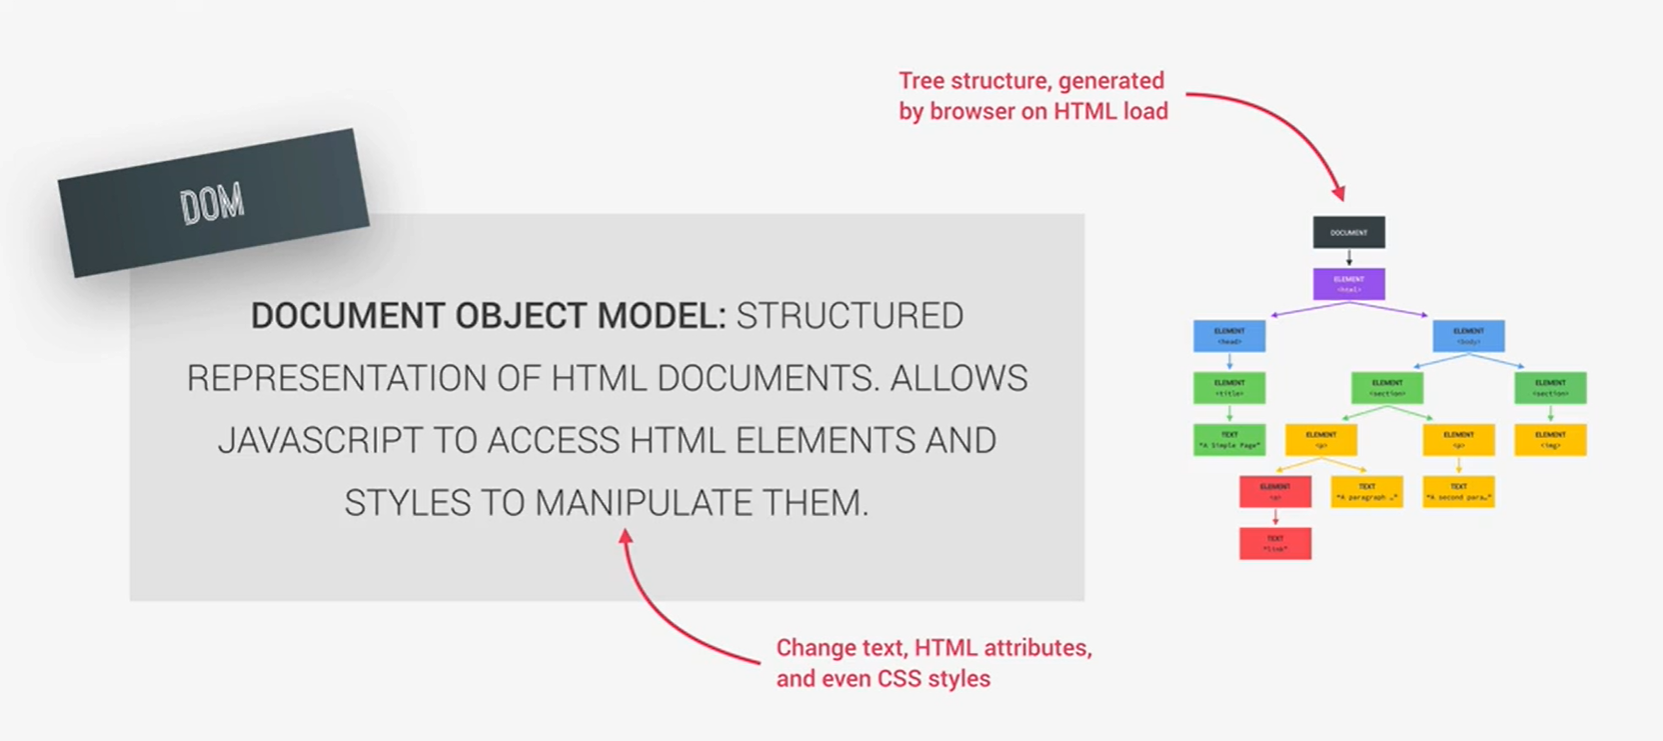 Tree structure, generated
by browser on HTML load
DOM
DOCUMENT OBJECT MODEL: STRUCTURED
REPRESENTATION OF HTML DOCUMENTS. ALLOWS
JAVASCRIPT TO ACCESS HTML ELEMENTS AND
STYLES TO MANIPULATE THEM.
Change text, HTML attributes,
and even CSS styles
DOCUMENT
ELEMENT
<html>
ELEMENT
<head>
ELEMENT
<body>
ELEMENT
<title>
ELEMENT
<section>
ELEMENT
<section>
TEXT
"A Simple Page"
ELEMENT
<p>
ELEMENT
<p>
ELEMENT
<img>
ELEMENT
TEXT
"A paragraph …"
TEXT
"A second para…"
TEXT
"link"